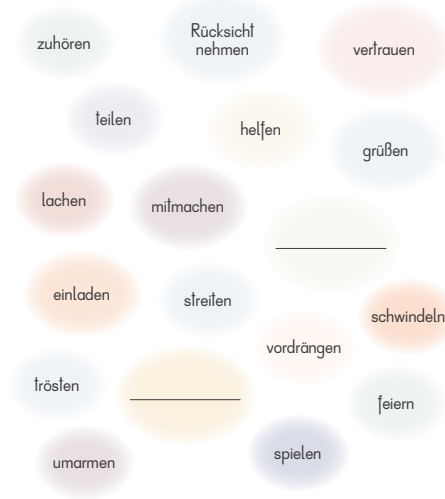 zuhören
Rücksicht
nehmen
vertrauen
teilen
helfen
grüßen
lachen
mitmachen
einladen
streiten
schwindeln
vordrängen
trösten
feiern
umarmen
spielen